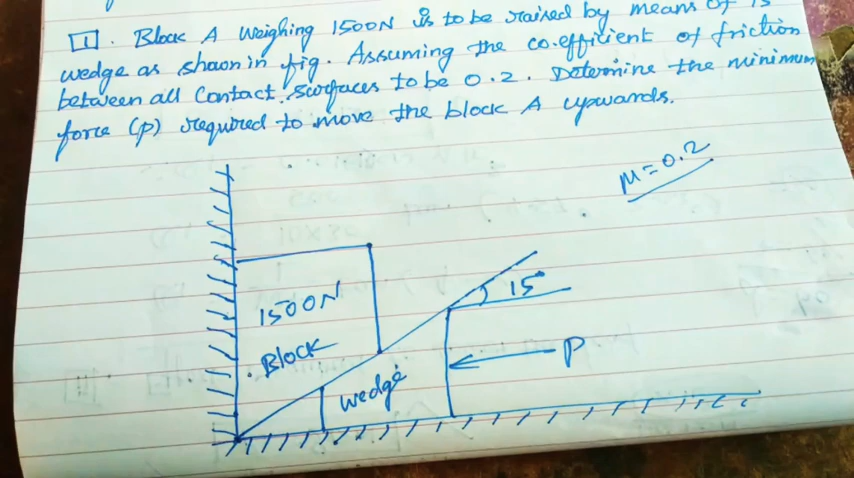 1. Block A Weighing 1500N is to be raised by means of 15
wedge as shown in fig. Assuming the co.efficient of friction
between all Contact surfaces to be 0.2. Determine the minimum
force (P) required to move the block A upwards.
M=0.2
1500N
BLOCK
15°
wedge
P